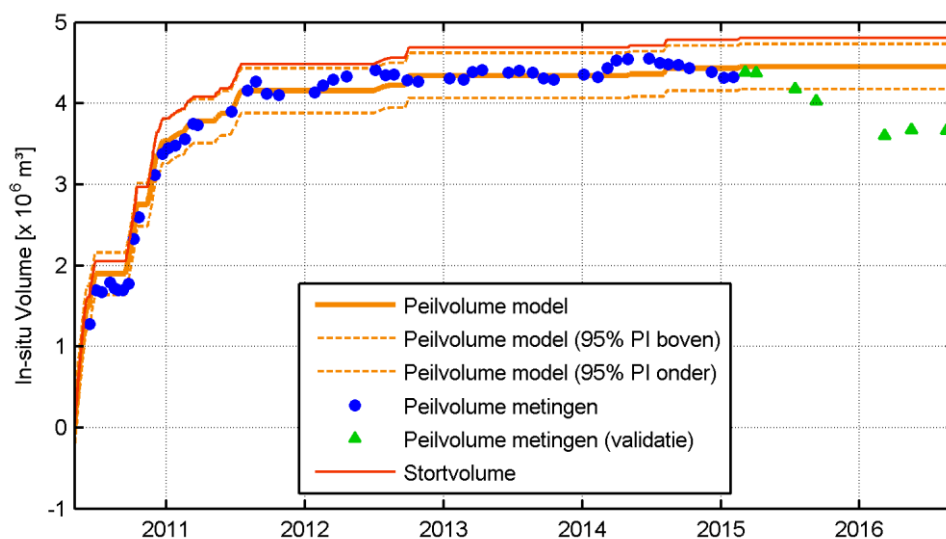 In-situ Volume [x 10⁶ m³]
5
4
3
2
1
0
-1
Peilvolume model
Peilvolume model (95% PI boven)
Peilvolume model (95% PI onder)
Peilvolume metingen
Peilvolume metingen (validatie)
Stortvolume
2011 2012 2013 2014 2015 2016